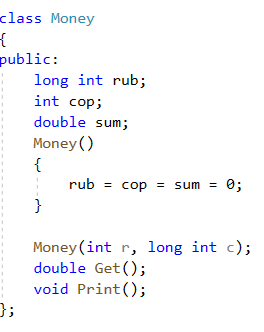 class Money
{
public:
    long int rub;
    int cop;
    double sum;
    Money()
    {
        rub = cop = sum = 0;
    }

    Money(int r, long int c);
    double Get();
    void Print();
};